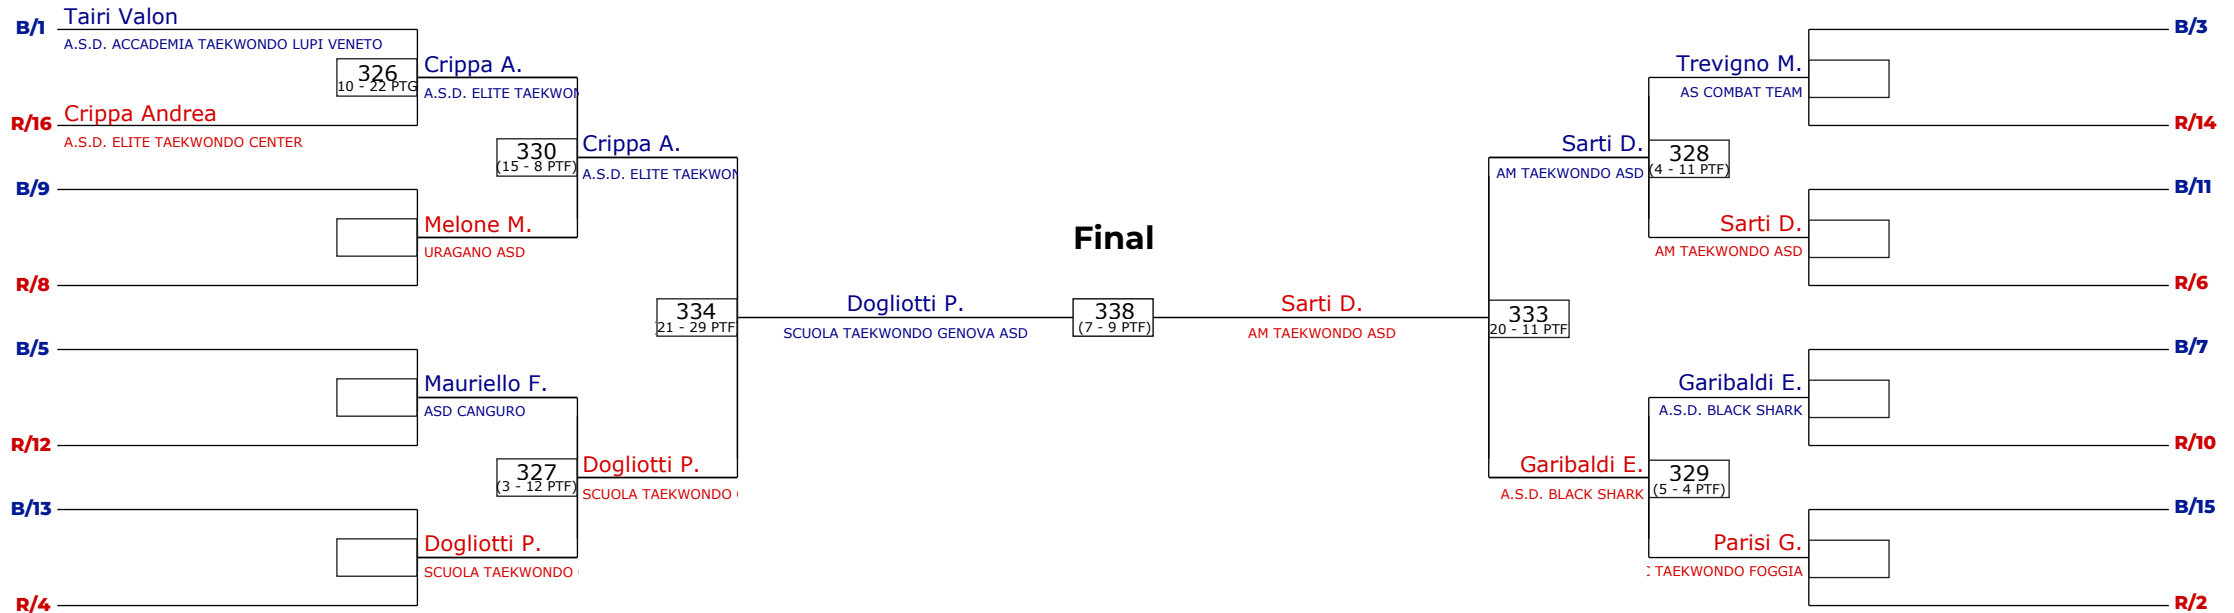 B/1 Tairi Valon
A.S.D. ACCADEMIA TAEKWONDO LUPI VENETO
326
10 - 22 PTG
R/16 Crippa Andrea
A.S.D. ELITE TAEKWONDO CENTER
Crippa A.
A.S.D. ELITE TAEKWON
330
(15 - 8 PTF)
B/9
Melone M.
URAGANO ASD
R/8
Crippa A.
A.S.D. ELITE TAEKWON
334
21 - 29 PTF
B/5
Mauriello F.
ASD CANGURO
R/12
327
(3 - 12 PTF)
Dogliotti P.
SCUOLA TAEKWONDO
B/13
Dogliotti P.
SCUOLA TAEKWONDO
R/4
Final
Dogliotti P.
SCUOLA TAEKWONDO GENOVA ASD
338
(7 - 9 PTF)
Sarti D.
AM TAEKWONDO ASD
B/3
Trevigno M.
AS COMBAT TEAM
R/14
Sarti D.
AM TAEKWONDO ASD
328
(4 - 11 PTF)
B/11
Sarti D.
AM TAEKWONDO ASD
R/6
333
20 - 11 PTF
B/7
Garibaldi E.
A.S.D. BLACK SHARK
R/10
Garibaldi E.
A.S.D. BLACK SHARK
329
(5 - 4 PTF)
B/15
Parisi G.
TAEKWONDO FOGGIA
R/2